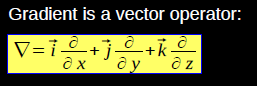 Gradient is a vector operator:
∇= i⃗ ∂/∂x + j⃗ ∂/∂y + k⃗ ∂/∂z